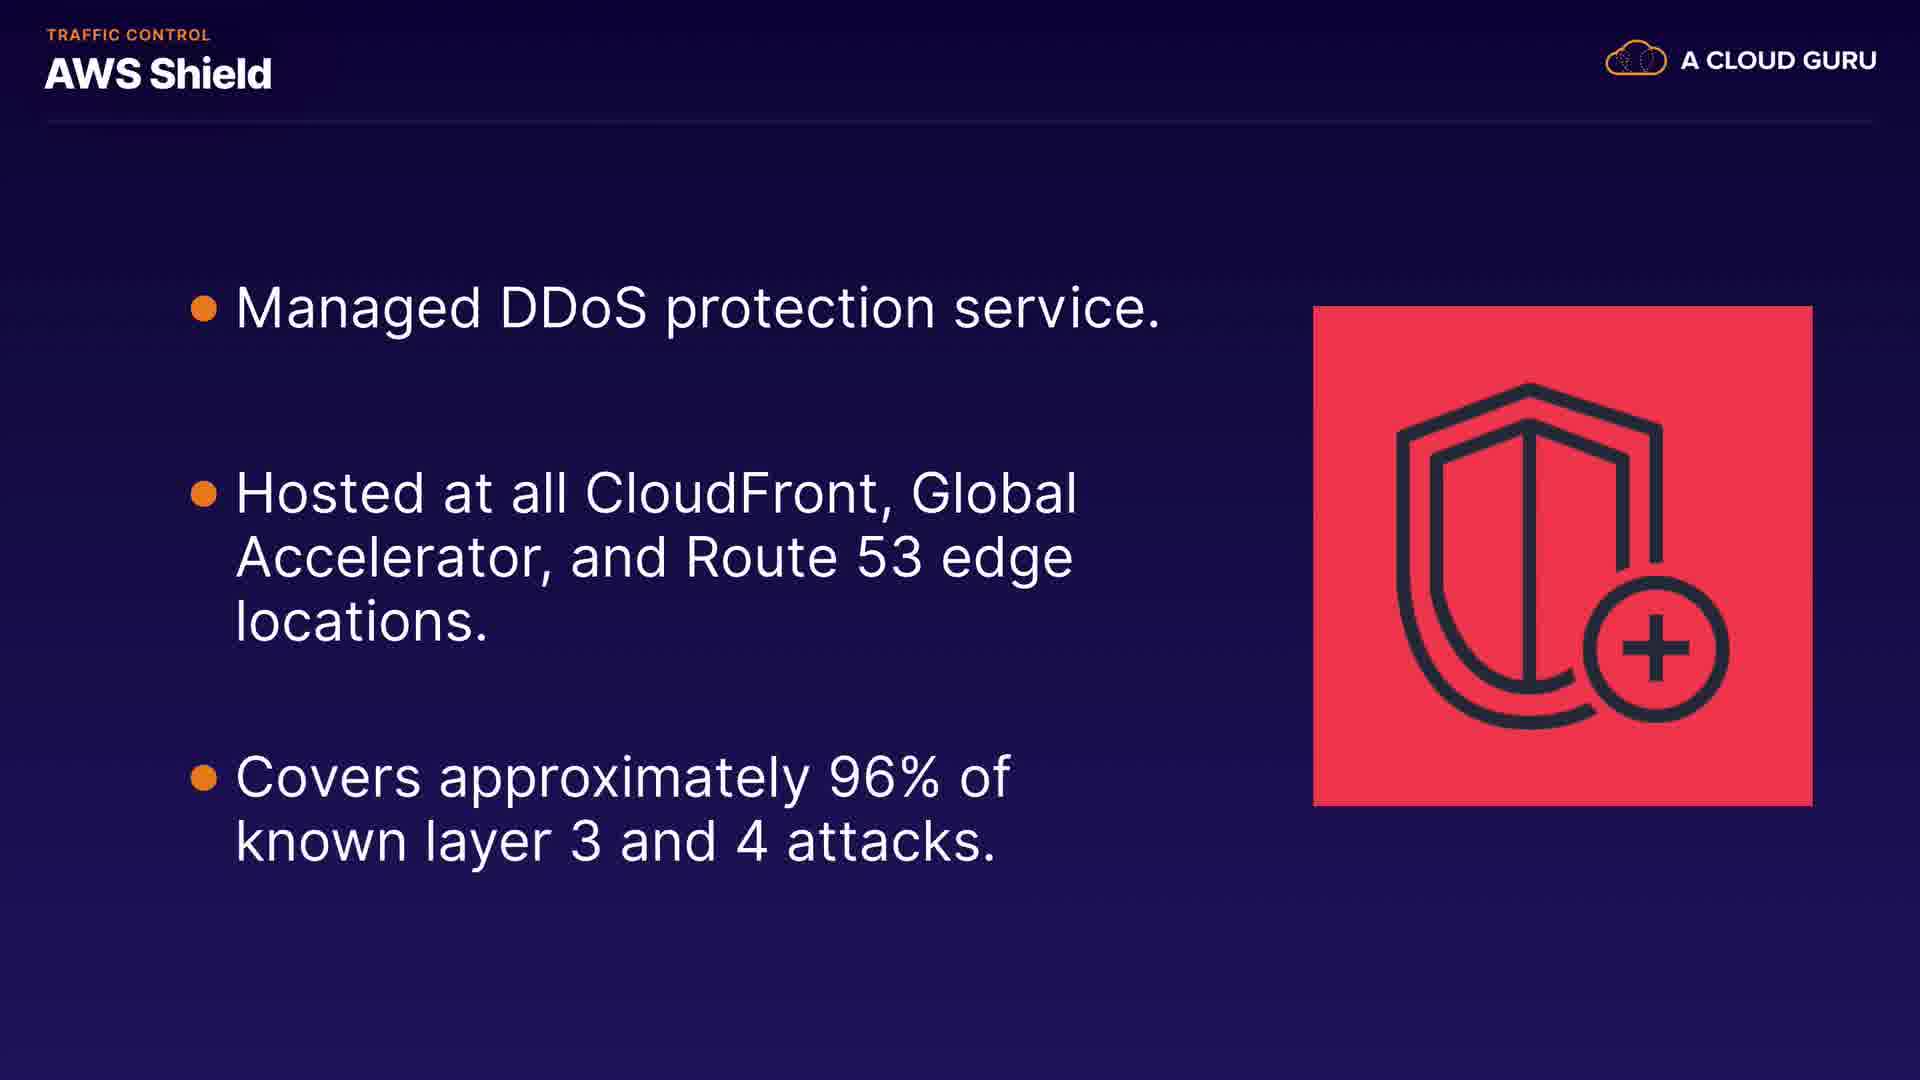 TRAFFIC CONTROL
AWS Shield
A CLOUD GURU
Managed DDoS protection service.
Hosted at all CloudFront, Global
Accelerator, and Route 53 edge
locations.
Covers approximately 96% of
known layer 3 and 4 attacks.